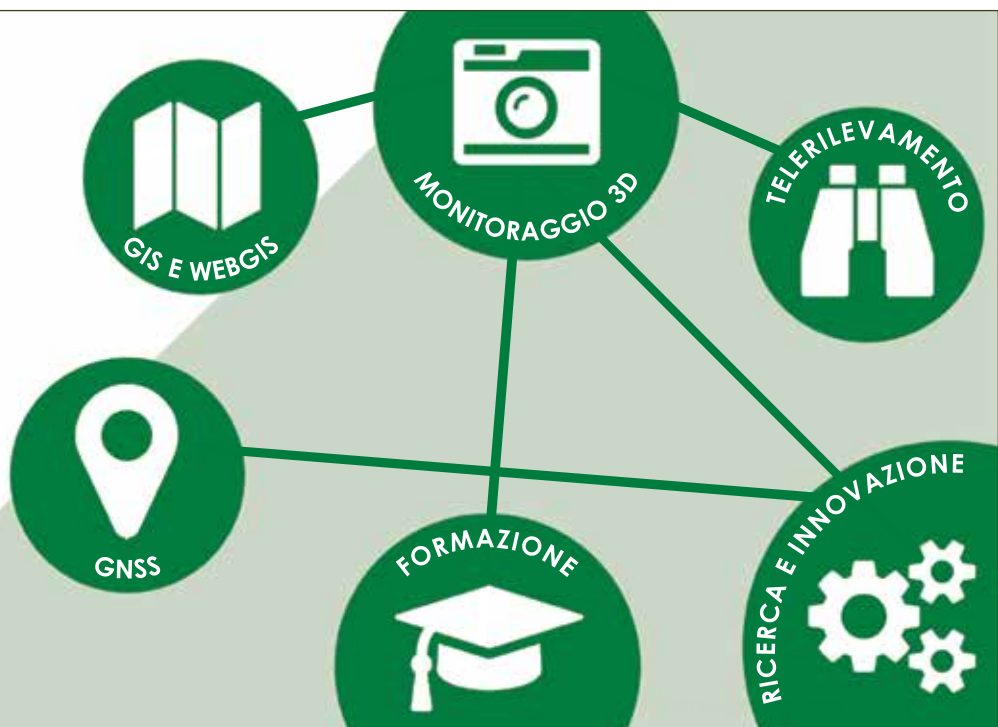 MONITORAGGIO 3D
GIS E WEBGIS
TELERILEVAMENTO
GNSS
FORMAZIONE
RICERCA E INNOVAZIONE